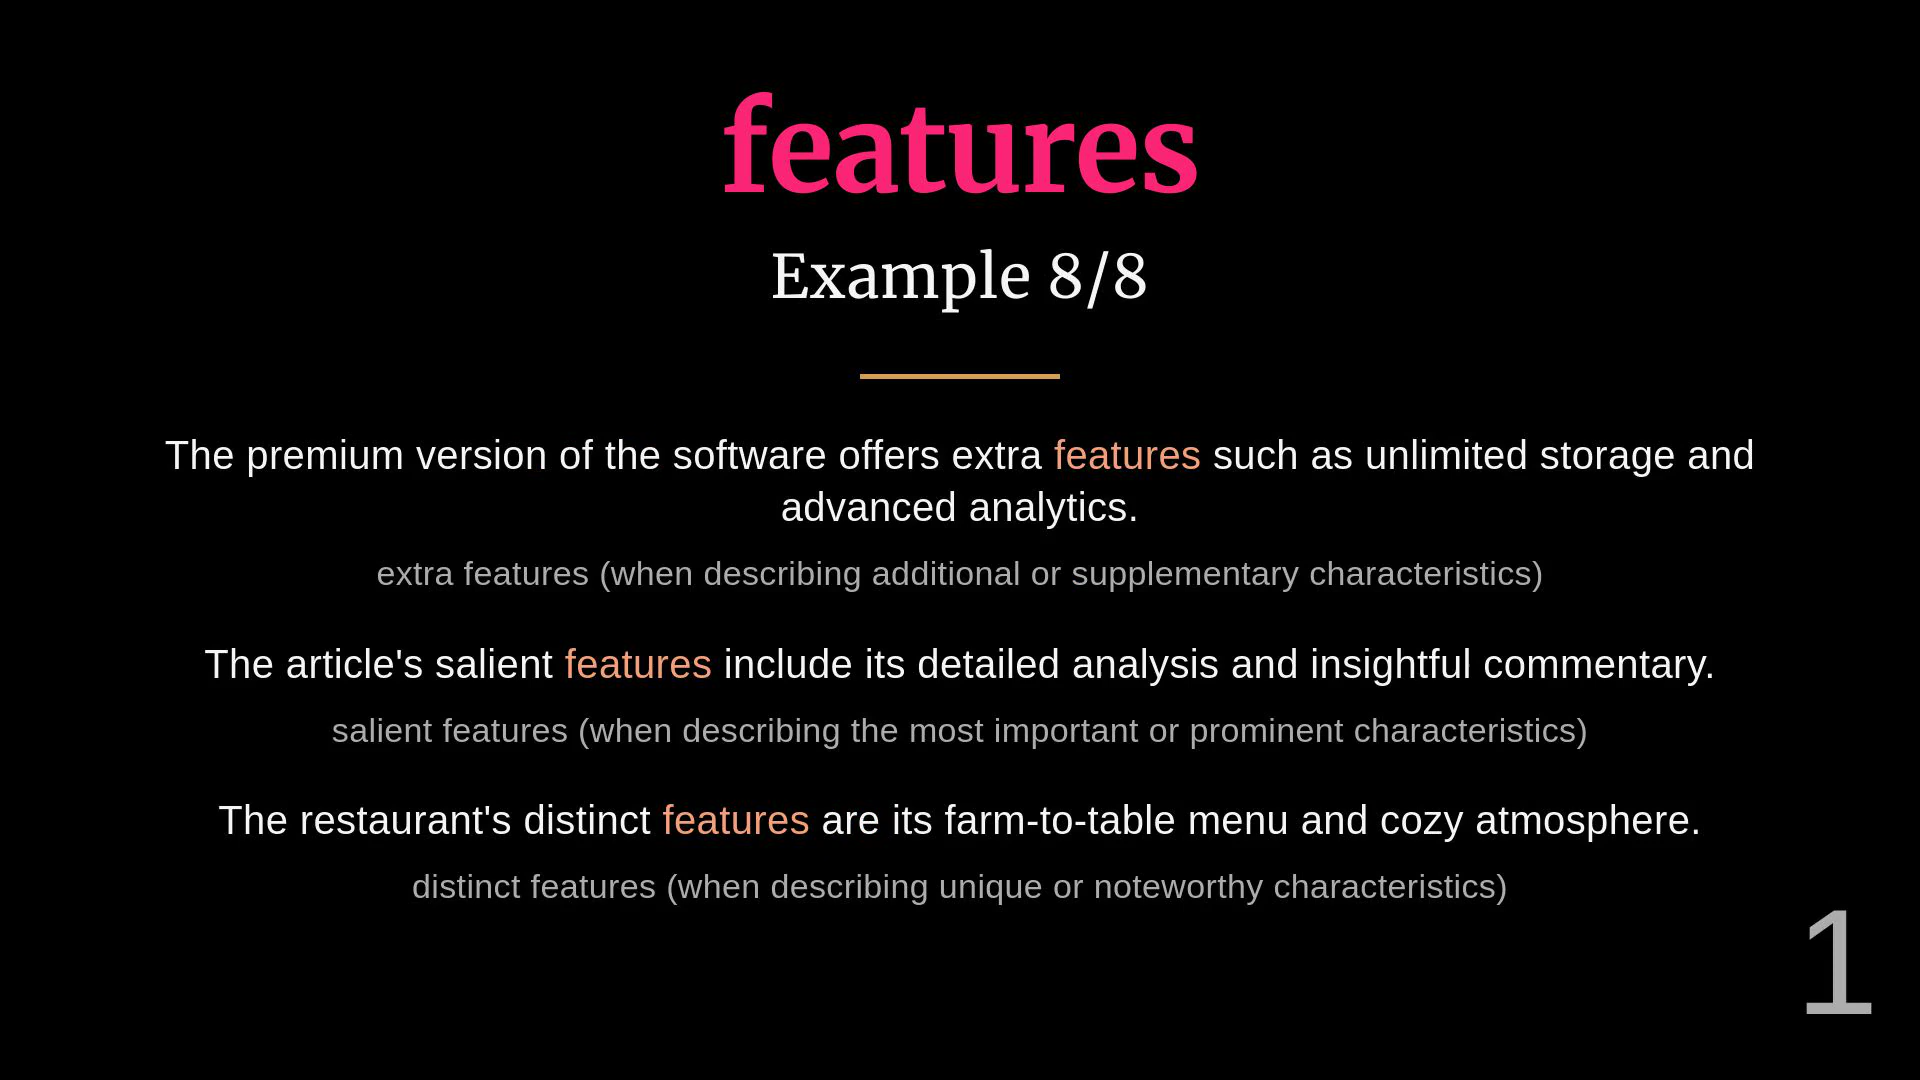 features
Example 8/8
The premium version of the software offers extra features such as unlimited storage and
advanced analytics.
extra features (when describing additional or supplementary characteristics)
The article's salient features include its detailed analysis and insightful commentary.
salient features (when describing the most important or prominent characteristics)
The restaurant's distinct features are its farm-to-table menu and cozy atmosphere.
distinct features (when describing unique or noteworthy characteristics)
1